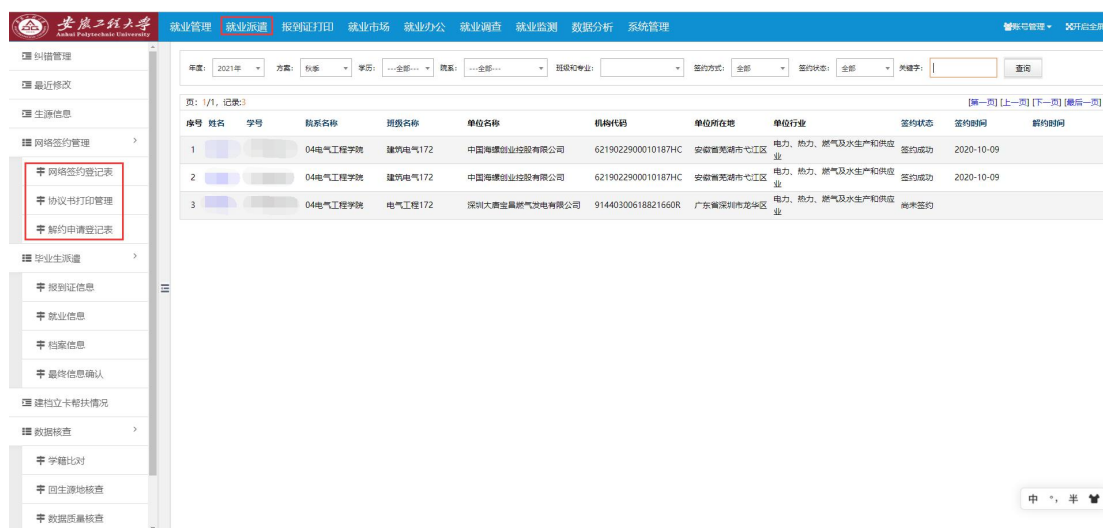 安徽工程大学
Anhui Polytechnic University
就业管理 就业派遣 报到证打印 就业市场 就业办公 就业调查 就业监测 数据分析 系统管理 账号管理 开启全屏
纠错管理
最近修改
生源信息
网络签约管理
网络签约登记表
协议书打印管理
解约申请登记表
毕业生派遣
报到证信息
就业信息
档案信息
最终信息确认
建档立卡帮扶情况
数据核查
学籍比对
回生源地核查
数据质量核查
年度: 2021年 方案: 秋季 学历: ---全部--- 院系: ---全部--- 班级和专业: 签约方式: 全部 签约状态: 全部 关键字: 查询
页: 1/1, 记录:3 [第一页] [上一页] [下一页] [最后一页]
序号 姓名 学号 院系名称 班级名称 单位名称 机构代码 单位所在地 单位行业 签约状态 签约时间 解约时间
1 04电气工程学院 建筑电气172 中国海螺创业控股有限公司 6219022900010187HC 安徽省芜湖市弋江区 电力、热力、燃气及水生产和供应业 签约成功 2020-10-09
2 04电气工程学院 建筑电气172 中国海螺创业控股有限公司 6219022900010187HC 安徽省芜湖市弋江区 电力、热力、燃气及水生产和供应业 签约成功 2020-10-09
3 04电气工程学院 电气工程172 深圳大唐宝昌燃气发电有限公司 91440300618821660R 广东省深圳市龙华区 电力、热力、燃气及水生产和供应业 尚未签约
中 °, 半